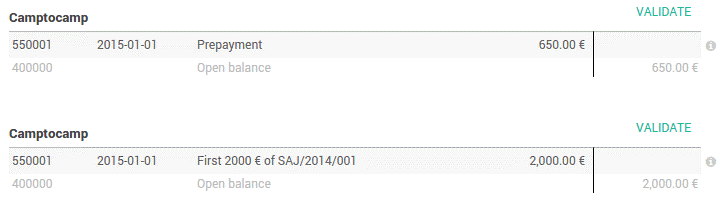 Camptocamp VALIDATE
550001 2015-01-01 Prepayment 650.00 €
400000 Open balance 650.00 €
Camptocamp VALIDATE
550001 2015-01-01 First 2000 € of SAJ/2014/001 2,000.00 €
400000 Open balance 2,000.00 €